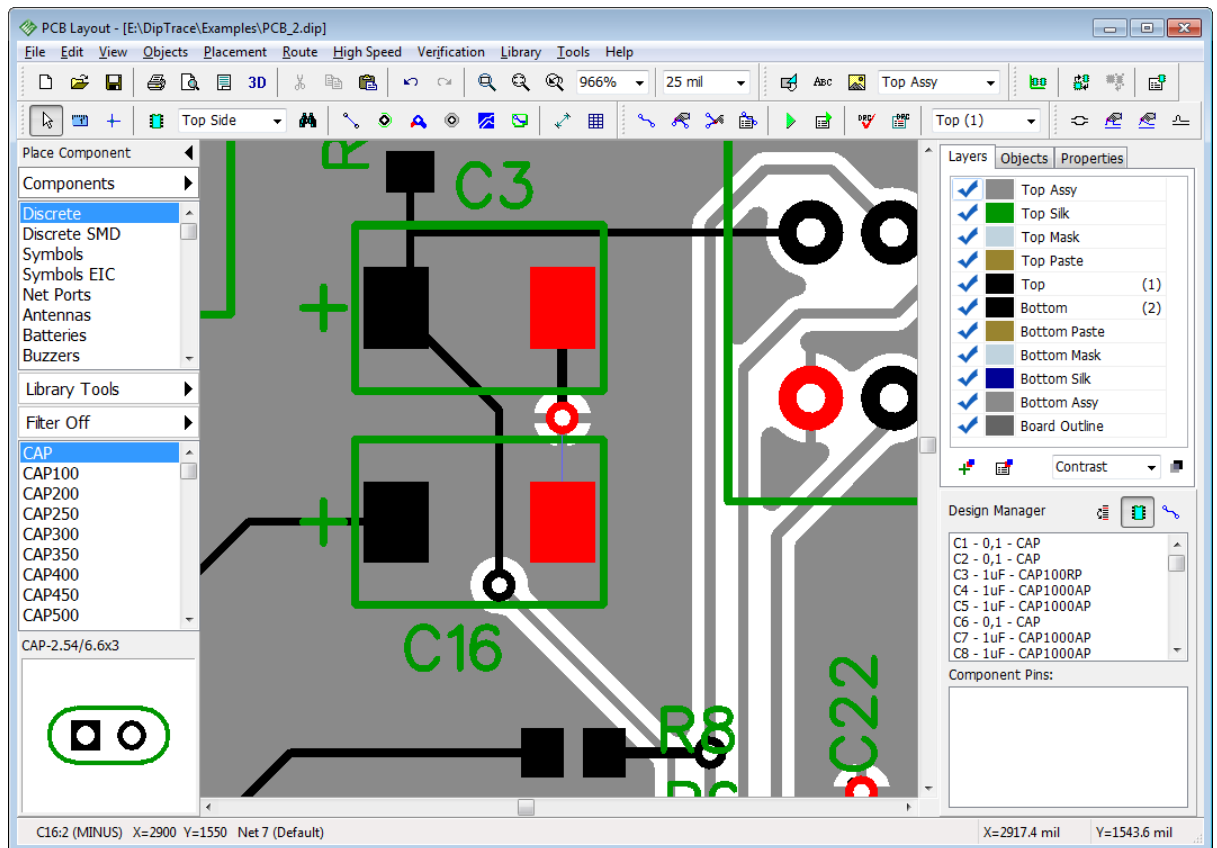 PCB Layout - [E:\DipTrace\Examples\PCB_2.dip]
File Edit View Objects Placement Route High Speed Verification Library Tools Help
3D 966% 25 mil ABC Top Assy
Top Side DRC DRC Top (1)
Place Component
Components
Discrete
Discrete SMD
Symbols
Symbols EIC
Net Ports
Antennas
Batteries
Buzzers
Library Tools
Filter Off
CAP
CAP100
CAP200
CAP250
CAP300
CAP350
CAP400
CAP450
CAP500
CAP-2.54/6.6x3
R
C3
+
+
C16
R8
C22
Layers Objects Properties
Top Assy
Top Silk
Top Mask
Top Paste
Top (1)
Bottom (2)
Bottom Paste
Bottom Mask
Bottom Silk
Bottom Assy
Board Outline
Contrast
Design Manager
C1 - 0,1 - CAP
C2 - 0,1 - CAP
C3 - 1uF - CAP100RP
C4 - 1uF - CAP1000AP
C5 - 1uF - CAP1000AP
C6 - 0,1 - CAP
C7 - 1uF - CAP1000AP
C8 - 1uF - CAP1000AP
Component Pins:
C16:2 (MINUS) X=2900 Y=1550 Net 7 (Default)
X=2917.4 mil Y=1543.6 mil